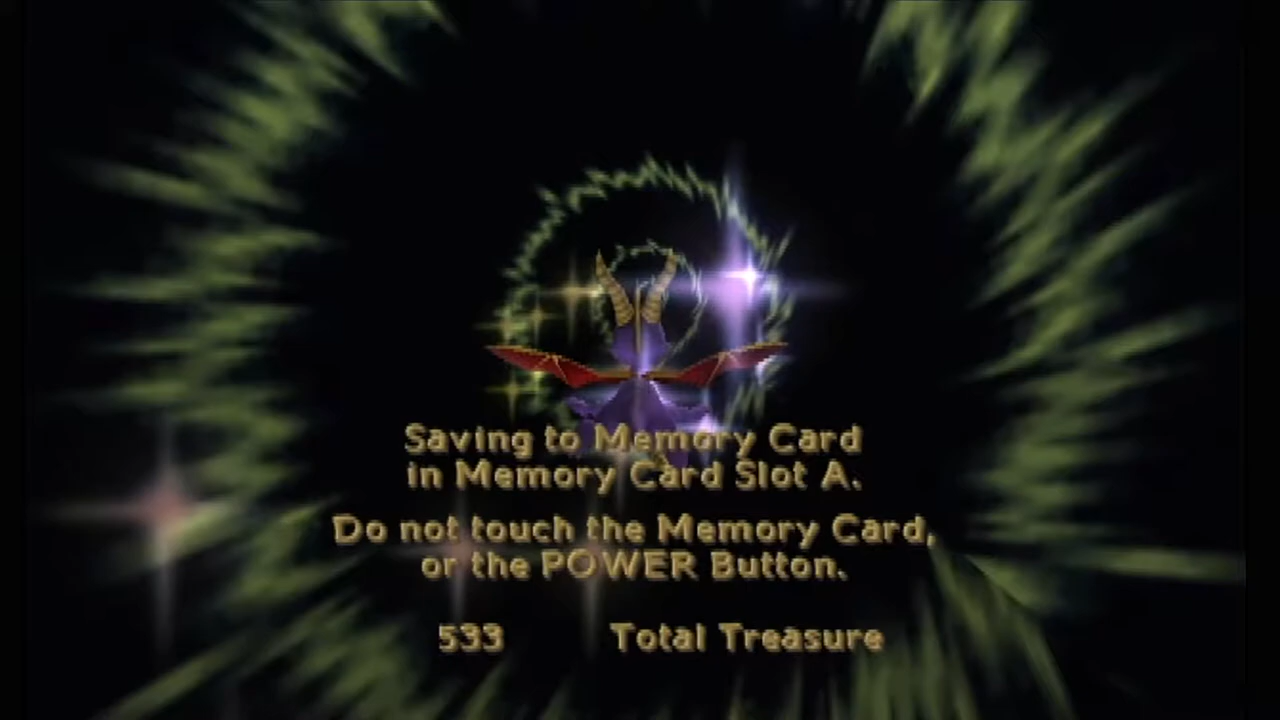 Saving to Memory Card
in Memory Card Slot A.
Do not touch the Memory Card,
or the POWER Button.
533 Total Treasure